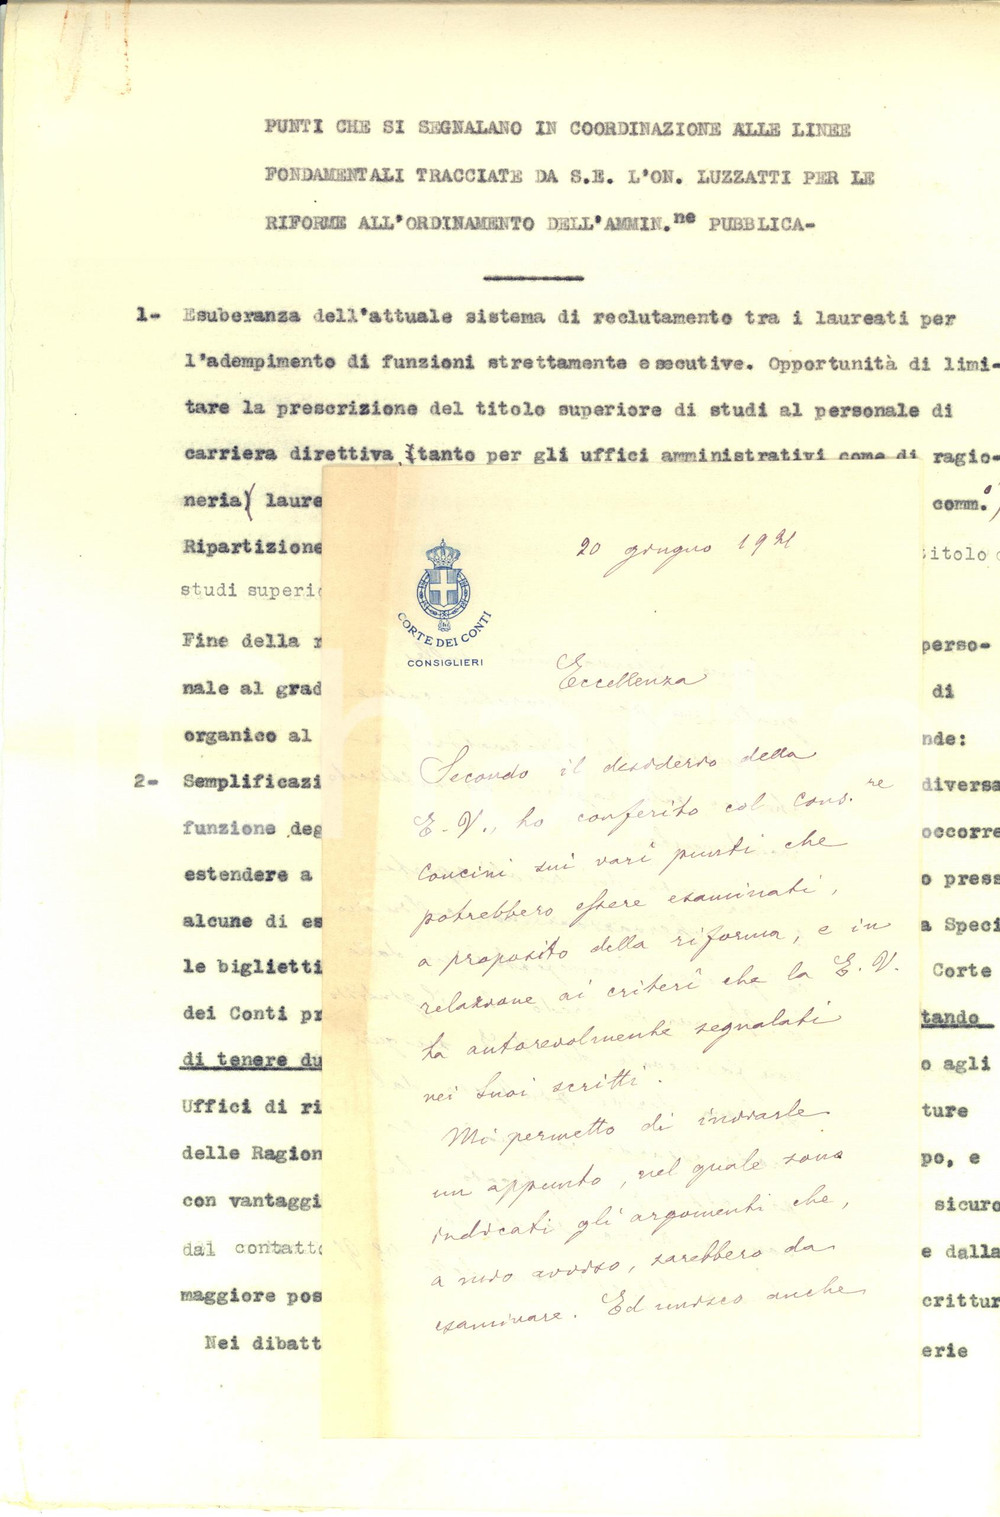 PUNTI CHE SI SEGNALANO IN COORDINAZIONE ALLE LINEE
FONDAMENTALI TRACCIATE DA S.E. L'ON. LUZZATTI PER LE
RIFORME ALL'ORDINAMENTO DELL'AMMIN.ne PUBBLICA-
1- Esuberanza dell'attuale sistema di reclutamento tra i laureati per
l'adempimento di funzioni strettamente esecutive. Opportunità di limi-
tare la prescrizione del titolo superiore di studi al personale di
carriera direttiva (tanto per gli uffici amministrativi come di ragio-
neria) laure
comm.)
Ripartizione
titolo
studi superio
Fine della
perso-
nale al grad
di
organico al
nde:
2- Semplificazi
diversa
funzione deg
occorre
estendere a
o press
alcune di es
a Speci
le biglietti
Corte
dei Conti pr
tando
di tenere du
o agli
Uffici di ri
ture
delle Ragion
po, e
con vantaggi
sicuro
dal contatto
e dalla
maggiore pos
crittur
Nei dibatt
erie
20 giugno 1921
CORTE DEI CONTI
CONSIGLIERI
Eccellenza
Secondo il desiderio della
E. V., ho conferito col Cons.re
Concini sui varî punti che
potrebbero essere esaminati,
a proposito della riforma, e in
relazione ai criterî che la E. V.
ha autorevolmente segnalati
nei Suoi scritti.
Mi permetto di inviarle
un appunto, nel quale sono
indicati gli argomenti che,
a mio avviso, sarebbero da
esaminare. Ed unisco anche